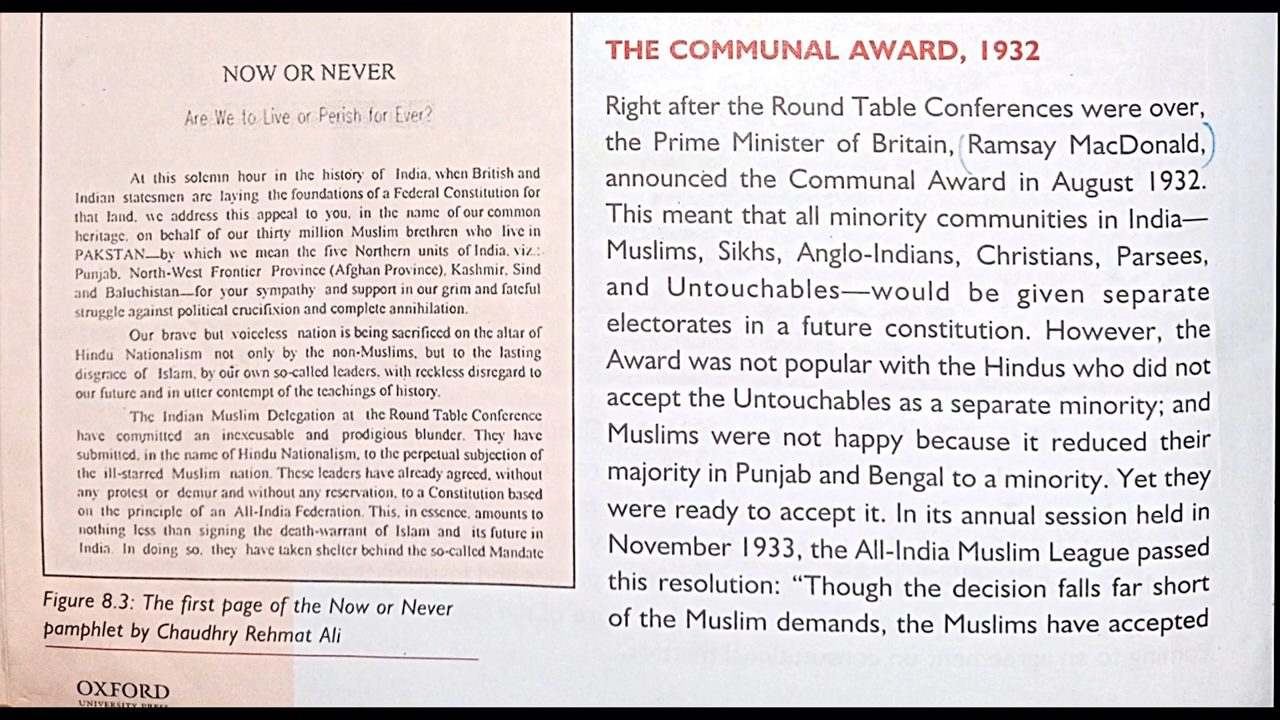 NOW OR NEVER
Are We to Live or Perish for Ever?
At this solemn hour in the history of India, when British and
Indian statesmen are laying the foundations of a Federal Constitution for
that land, we address this appeal to you, in the name of our common
heritage, on behalf of our thirty million Muslim brethren who live in
PAKSTAN—by which we mean the five Northern units of India, viz.:
Punjab, North-West Frontier Province (Afghan Province), Kashmir, Sind
and Baluchistan—for your sympathy and support in our grim and fateful
struggle against political crucifixion and complete annihilation.
Our brave but voiceless nation is being sacrificed on the altar of
Hindu Nationalism not only by the non-Muslims, but to the lasting
disgrace of Islam, by our own so-called leaders, with reckless disregard to
our future and in utter contempt of the teachings of history.
The Indian Muslim Delegation at the Round Table Conference
have committed an inexcusable and prodigious blunder. They have
submitted, in the name of Hindu Nationalism, to the perpetual subjection of
the ill-starred Muslim nation. These leaders have already agreed, without
any protest or demur and without any reservation, to a Constitution based
on the principle of an All-India Federation. This, in essence, amounts to
nothing less than signing the death-warrant of Islam and its future in
India. In doing so, they have taken shelter behind the so-called Mandate
Figure 8.3: The first page of the Now or Never
pamphlet by Chaudhry Rehmat Ali
OXFORD
UNIVERSITY PRESS
THE COMMUNAL AWARD, 1932
Right after the Round Table Conferences were over,
the Prime Minister of Britain, (Ramsay MacDonald,)
announced the Communal Award in August 1932.
This meant that all minority communities in India—
Muslims, Sikhs, Anglo-Indians, Christians, Parsees,
and Untouchables—would be given separate
electorates in a future constitution. However, the
Award was not popular with the Hindus who did not
accept the Untouchables as a separate minority; and
Muslims were not happy because it reduced their
majority in Punjab and Bengal to a minority. Yet they
were ready to accept it. In its annual session held in
November 1933, the All-India Muslim League passed
this resolution: “Though the decision falls far short
of the Muslim demands, the Muslims have accepted